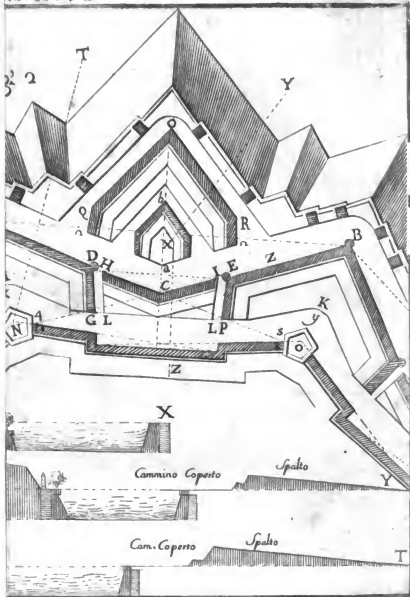 T
Y
O
Q
b
R
X
a
B
D H
I E
Z
C
K
A
G L
L P
s
N
O
Z
X
Cammino Coperto Spalto
Y
Cam. Coperto Spalto
T